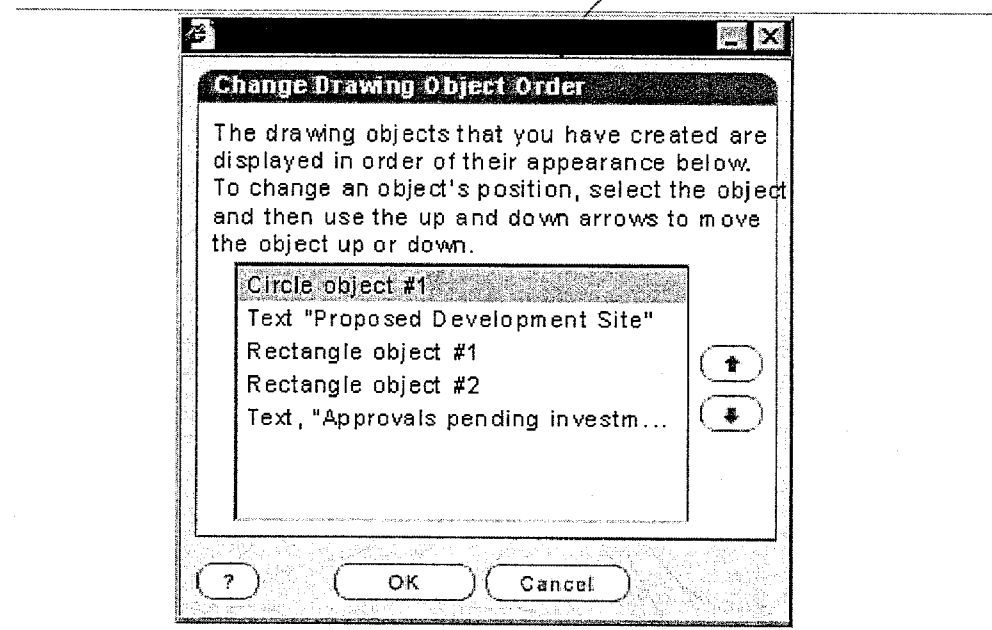 Change Drawing Object Order
The drawing objects that you have created are
displayed in order of their appearance below.
To change an object's position, select the object
and then use the up and down arrows to move
the object up or down.
Circle object #1
Text "Proposed Development Site"
Rectangle object #1
Rectangle object #2
Text, "Approvals pending investm...
? OK Cancel